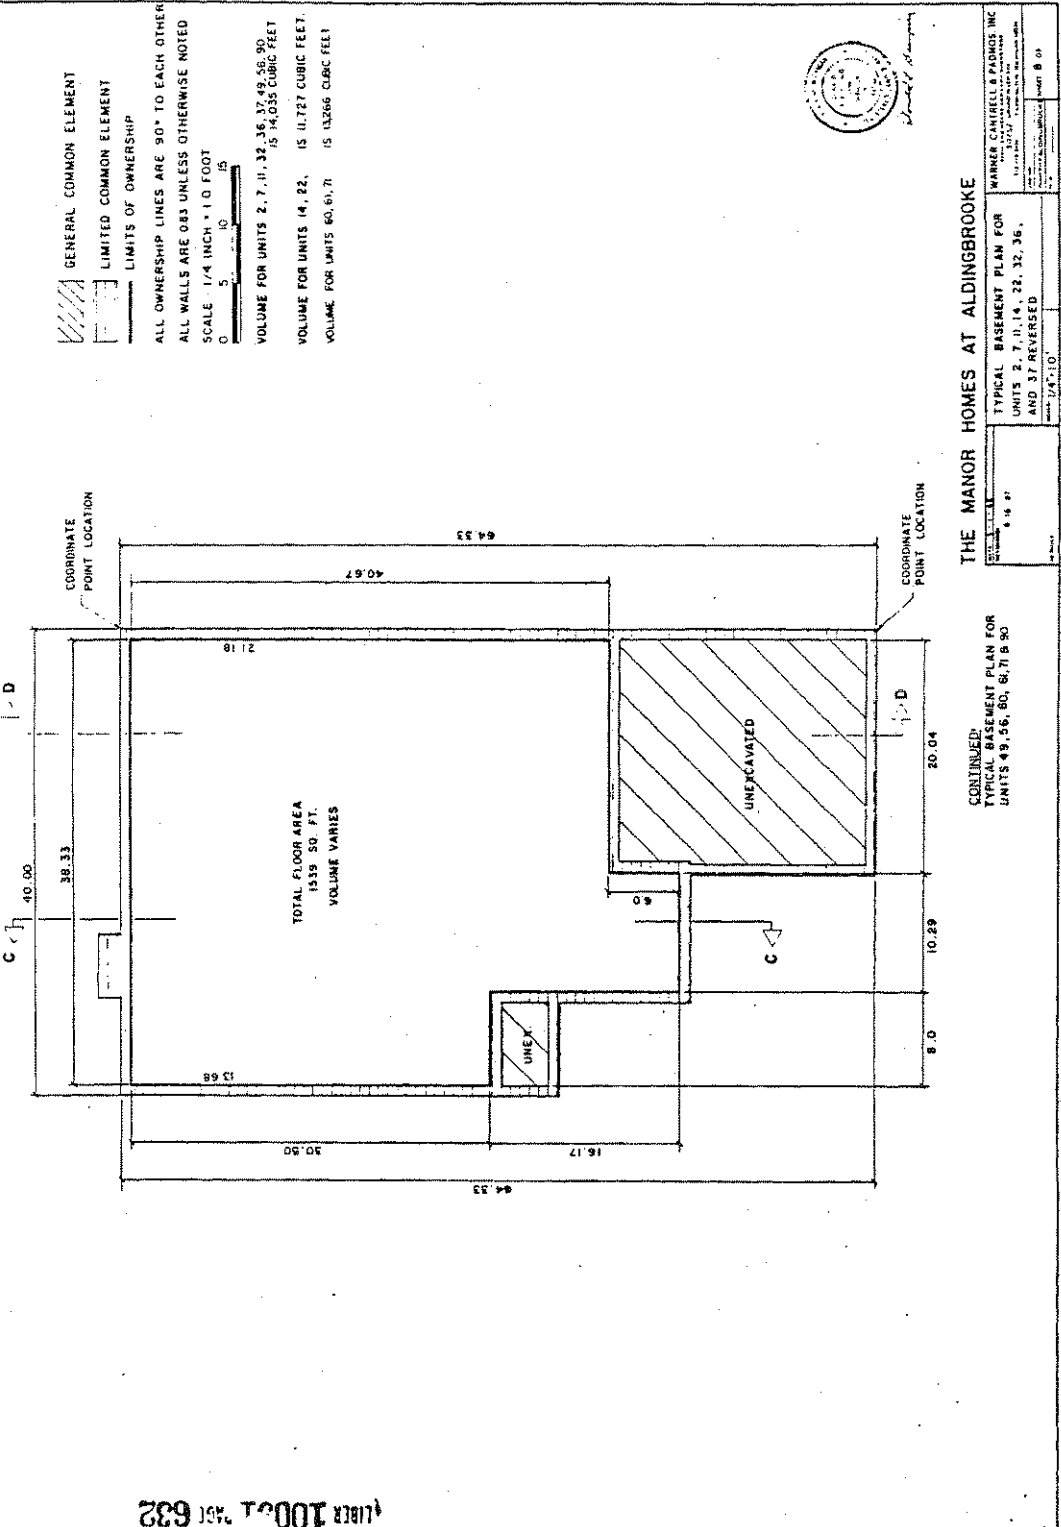 GENERAL COMMON ELEMENT
LIMITED COMMON ELEMENT
LIMITS OF OWNERSHIP
ALL OWNERSHIP LINES ARE 90° TO EACH OTHER
ALL WALLS ARE 0.83 UNLESS OTHERWISE NOTED
SCALE 1/4 INCH = 1.0 FOOT
0 5 10 15
VOLUME FOR UNITS 2, 7, 11, 32, 36, 37, 49, 56, 90
IS 14,035 CUBIC FEET
VOLUME FOR UNITS 14, 22, IS 11,727 CUBIC FEET.
VOLUME FOR UNITS 60, 61, 71 IS 13,266 CUBIC FEET
C
D
40.00
38.33
COORDINATE
POINT LOCATION
TOTAL FLOOR AREA
1539 SQ. FT.
VOLUME VARIES
13.68
21.18
30.50
16.17
64.33
40.67
64.33
UNEX.
UNEXCAVATED
6.0
C
D
8.0
10.29
20.04
COORDINATE
POINT LOCATION
CONTINUED:
TYPICAL BASEMENT PLAN FOR
UNITS 49, 56, 60, 61, 71 & 90
THE MANOR HOMES AT ALDINGBROOKE
TYPICAL BASEMENT PLAN FOR
UNITS 2, 7, 11, 14, 22, 32, 36,
AND 37 REVERSED
1/4"=1.0'
WARNER CANTRELL & PADMOS, INC
LIBER PAGE 632